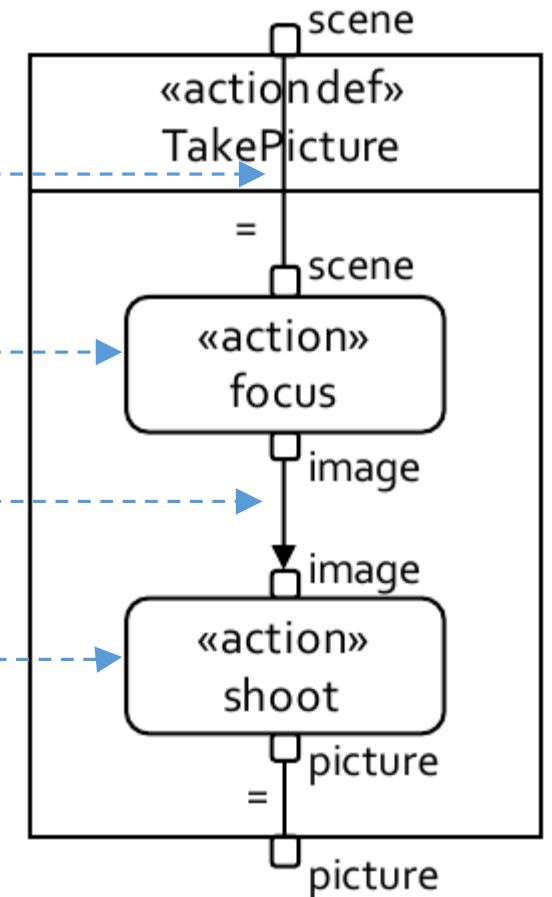 scene
«action def»
TakePicture
=
scene
«action»
focus
image
image
«action»
shoot
picture
=
picture